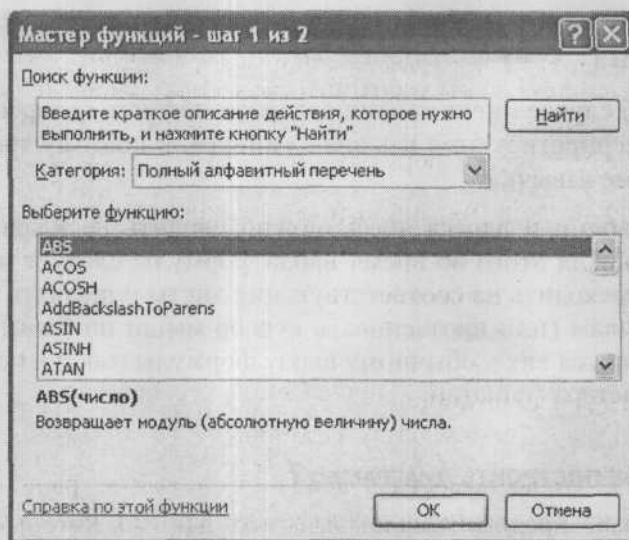 Мастер функций - шаг 1 из 2
Поиск функции:
Введите краткое описание действия, которое нужно
выполнить, и нажмите кнопку "Найти"
Найти
Категория:
Полный алфавитный перечень
Выберите функцию:
ABS
ACOS
ACOSH
AddBackslashToParens
ASIN
ASINH
ATAN
ABS(число)
Возвращает модуль (абсолютную величину) числа.
Справка по этой функции
ОК
Отмена